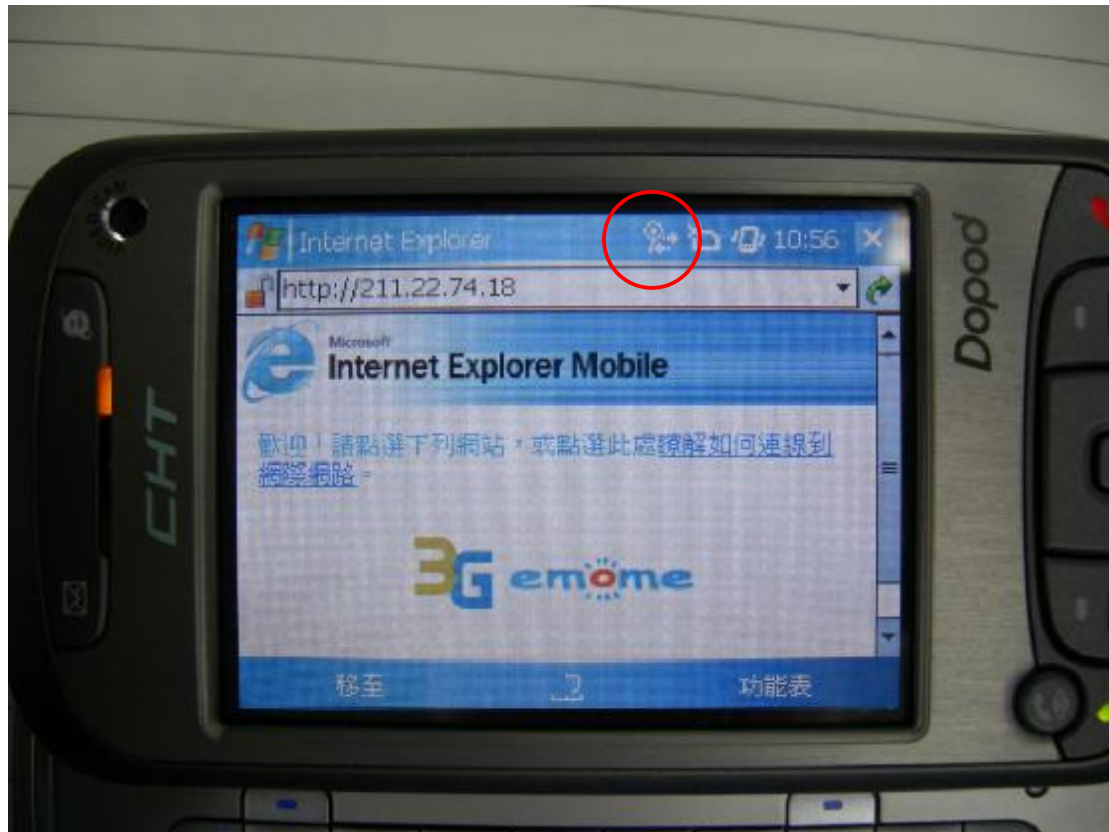 Internet Explorer
10:56
http://211.22.74.18
Microsoft
Internet Explorer Mobile
歡迎！請點選下列網站，或點選此處瞭解如何連線到
網際網路。
3G emome
移至
功能表
CHT
Dopod